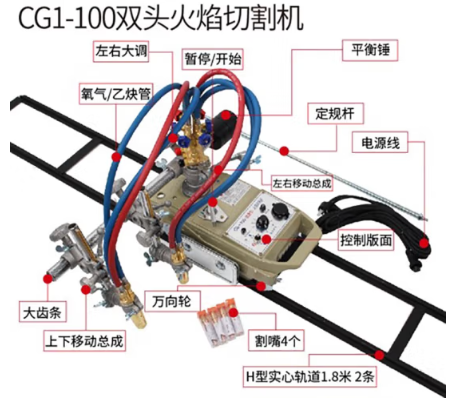 CG1-100双头火焰切割机
左右大调
暂停/开始
平衡锤
氧气/乙炔管
定规杆
电源线
左右移动总成
控制版面
大齿条
万向轮
上下移动总成
割嘴4个
H型实心轨道1.8米 2条